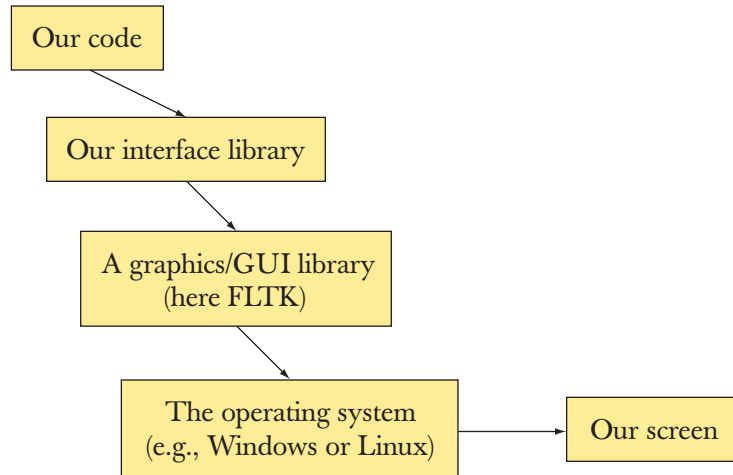 Our code
Our interface library
A graphics/GUI library
(here FLTK)
The operating system
(e.g., Windows or Linux)
Our screen